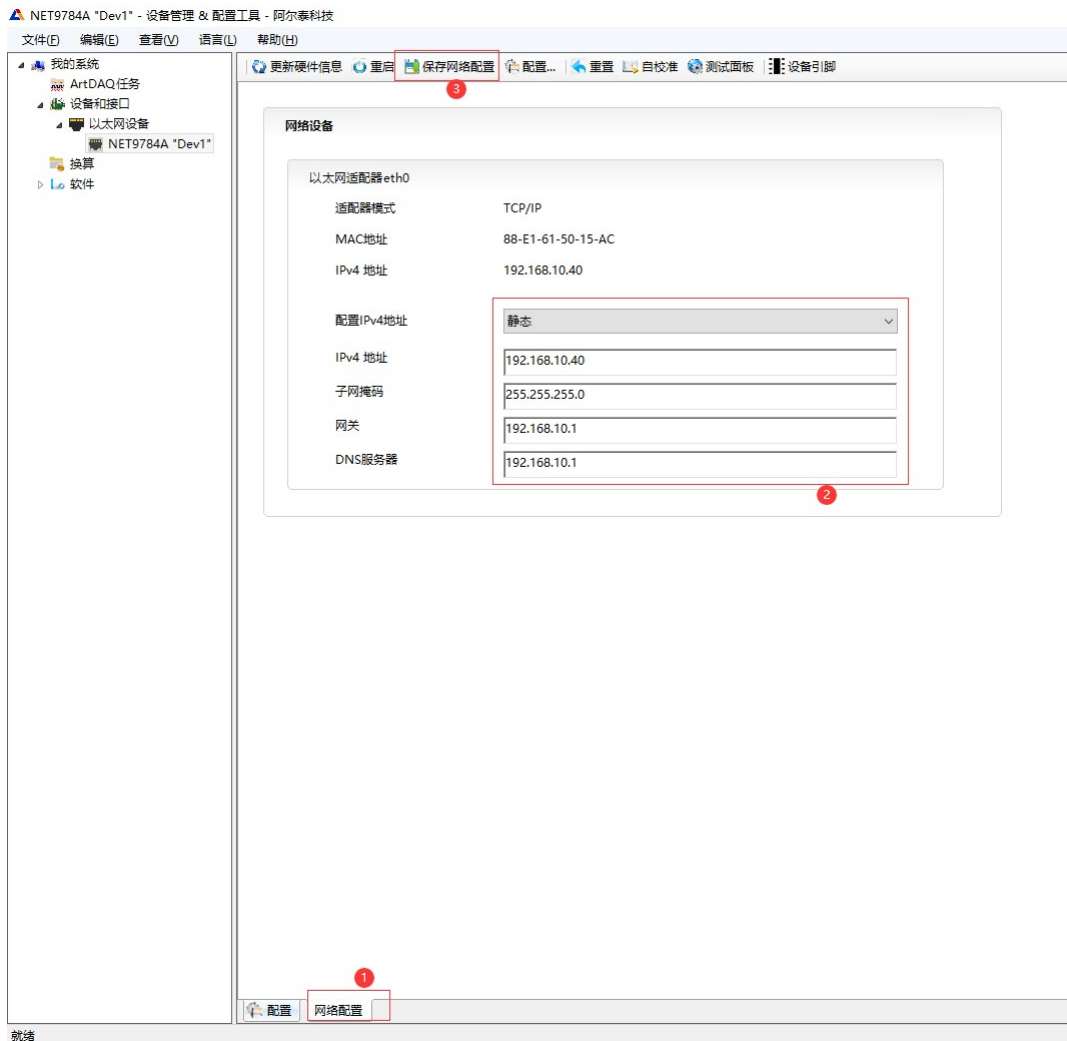 NET9784A "Dev1" - 设备管理 & 配置工具 - 阿尔泰科技
文件(F) 编辑(E) 查看(V) 语言(L) 帮助(H)
我的系统
ArtDAQ任务
设备和接口
以太网设备
NET9784A "Dev1"
换算
软件
更新硬件信息 重启 保存网络配置 配置... 重置 自校准 测试面板 设备引脚
3
网络设备
以太网适配器eth0
适配器模式 TCP/IP
MAC地址 88-E1-61-50-15-AC
IPv4 地址 192.168.10.40
配置IPv4地址 静态
IPv4 地址 192.168.10.40
子网掩码 255.255.255.0
网关 192.168.10.1
DNS服务器 192.168.10.1
2
1
配置 网络配置
就绪